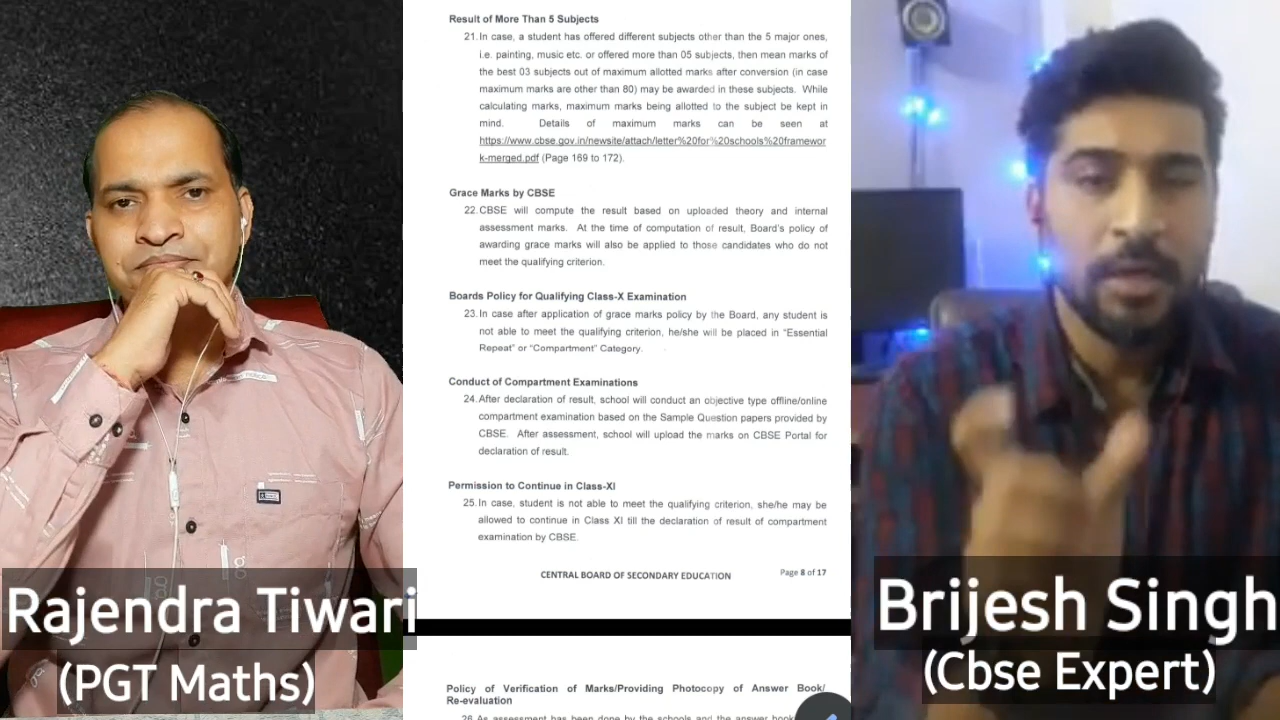 Result of More Than 5 Subjects
21. In case, a student has offered different subjects other than the 5 major ones,
i.e. painting, music etc. or offered more than 05 subjects, then mean marks of
the best 03 subjects out of maximum allotted marks after conversion (in case
maximum marks are other than 80) may be awarded in these subjects. While
calculating marks, maximum marks being allotted to the subject be kept in
mind. Details of maximum marks can be seen at
https://www.cbse.gov.in/newsite/attach/letter%20for%20schools%20framewor
k-merged.pdf (Page 169 to 172).
Grace Marks by CBSE
22. CBSE will compute the result based on uploaded theory and internal
assessment marks. At the time of computation of result, Board's policy of
awarding grace marks will also be applied to those candidates who do not
meet the qualifying criterion.
Boards Policy for Qualifying Class-X Examination
23. In case after application of grace marks policy by the Board, any student is
not able to meet the qualifying criterion, he/she will be placed in "Essential
Repeat" or "Compartment" Category.
Conduct of Compartment Examinations
24. After declaration of result, school will conduct an objective type offline/online
compartment examination based on the Sample Question papers provided by
CBSE. After assessment, school will upload the marks on CBSE Portal for
declaration of result.
Permission to Continue in Class-XI
25. In case, student is not able to meet the qualifying criterion, she/he may be
allowed to continue in Class XI till the declaration of result of compartment
examination by CBSE.
CENTRAL BOARD OF SECONDARY EDUCATION Page 8 of 17
Policy of Verification of Marks/Providing Photocopy of Answer Book/
Re-evaluation
26. As assessment has been done by the schools and the answer
Rajendra Tiwari
(PGT Maths)
Brijesh Singh
(Cbse Expert)